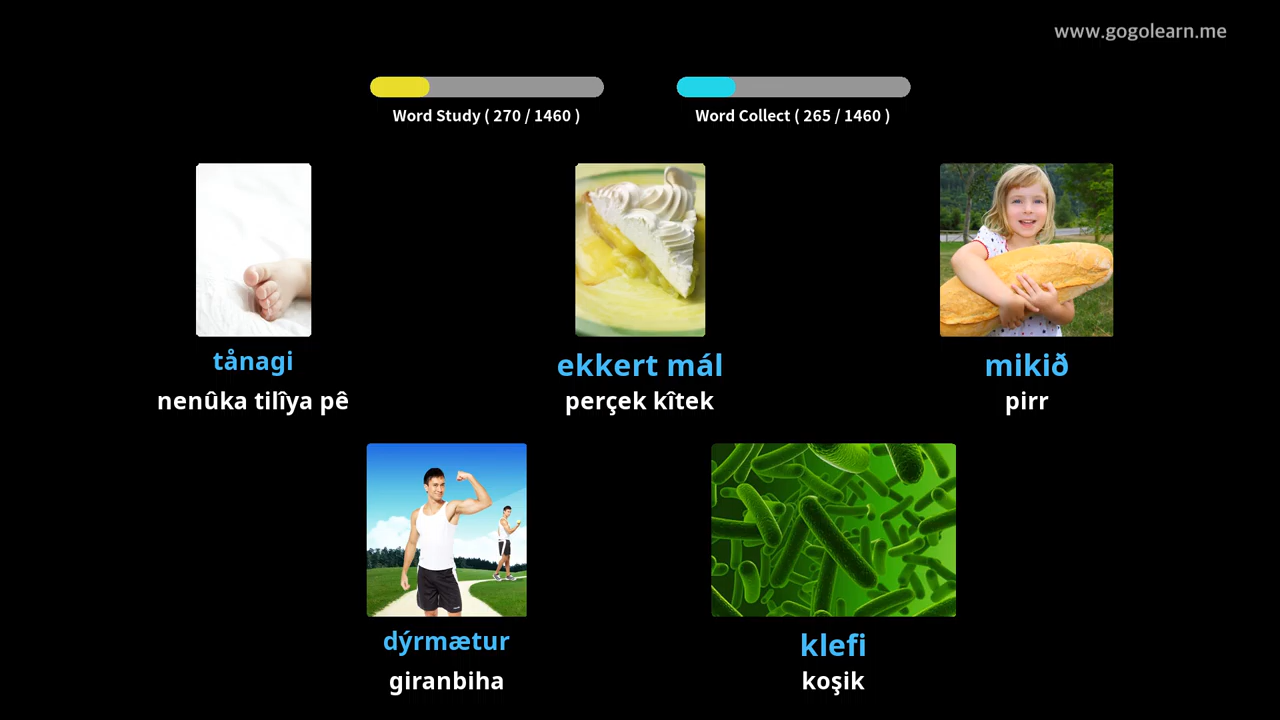 www.gogolearn.me
Word Study ( 270 / 1460 )
Word Collect ( 265 / 1460 )
tånagi
nenûka tilîya pê
ekkert mál
perçek kîtek
mikið
pirr
dýrmætur
giranbiha
klefi
koşik